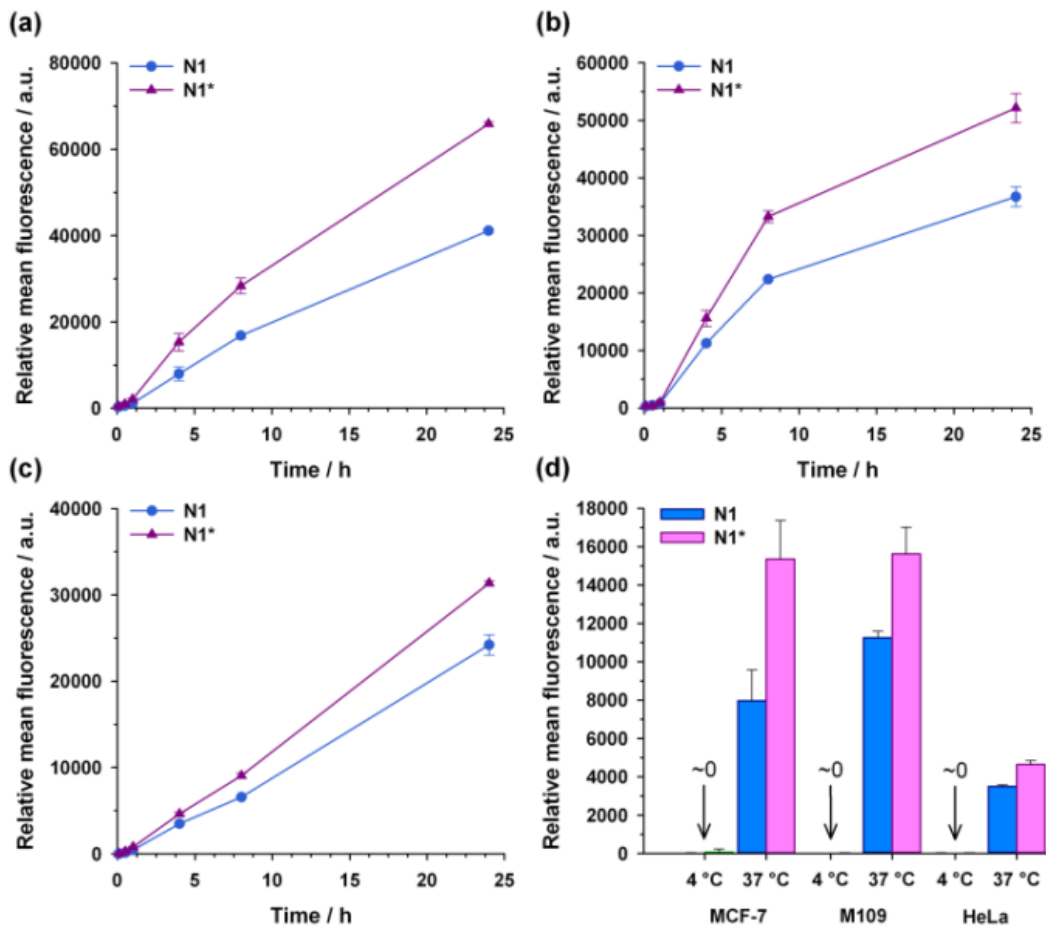 (a)
N1
N1*
80000
60000
40000
20000
0
Relative mean fluorescence / a.u.
0 5 10 15 20 25
Time / h
(b)
N1
N1*
60000
50000
40000
30000
20000
10000
0
Relative mean fluorescence / a.u.
0 5 10 15 20 25
Time / h
(c)
N1
N1*
40000
30000
20000
10000
0
Relative mean fluorescence / a.u.
0 5 10 15 20 25
Time / h
(d)
N1
N1*
18000
16000
14000
12000
10000
8000
6000
4000
2000
0
Relative mean fluorescence / a.u.
~0 ~0 ~0
4 °C 37 °C 4 °C 37 °C 4 °C 37 °C
MCF-7 M109 HeLa